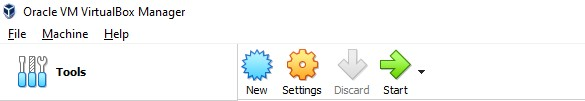 Oracle VM VirtualBox Manager
File Machine Help
Tools
New Settings Discard Start